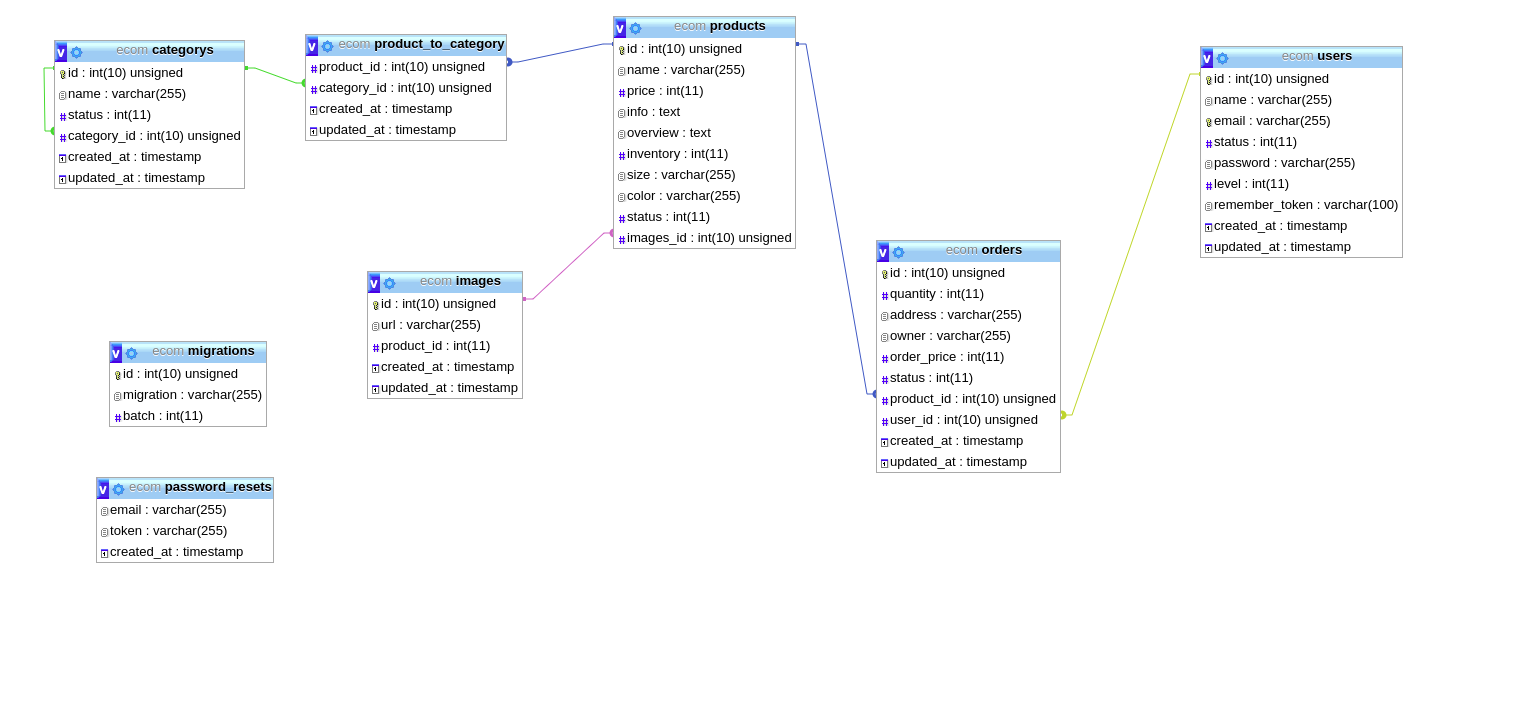 ecom categorys
id : int(10) unsigned
name : varchar(255)
status : int(11)
category_id : int(10) unsigned
created_at : timestamp
updated_at : timestamp
ecom product_to_category
product_id : int(10) unsigned
category_id : int(10) unsigned
created_at : timestamp
updated_at : timestamp
ecom products
id : int(10) unsigned
name : varchar(255)
price : int(11)
info : text
overview : text
inventory : int(11)
size : varchar(255)
color : varchar(255)
status : int(11)
images_id : int(10) unsigned
ecom users
id : int(10) unsigned
name : varchar(255)
email : varchar(255)
status : int(11)
password : varchar(255)
level : int(11)
remember_token : varchar(100)
created_at : timestamp
updated_at : timestamp
ecom orders
id : int(10) unsigned
quantity : int(11)
address : varchar(255)
owner : varchar(255)
order_price : int(11)
status : int(11)
product_id : int(10) unsigned
user_id : int(10) unsigned
created_at : timestamp
updated_at : timestamp
ecom images
id : int(10) unsigned
url : varchar(255)
product_id : int(11)
created_at : timestamp
updated_at : timestamp
ecom migrations
id : int(10) unsigned
migration : varchar(255)
batch : int(11)
ecom password_resets
email : varchar(255)
token : varchar(255)
created_at : timestamp